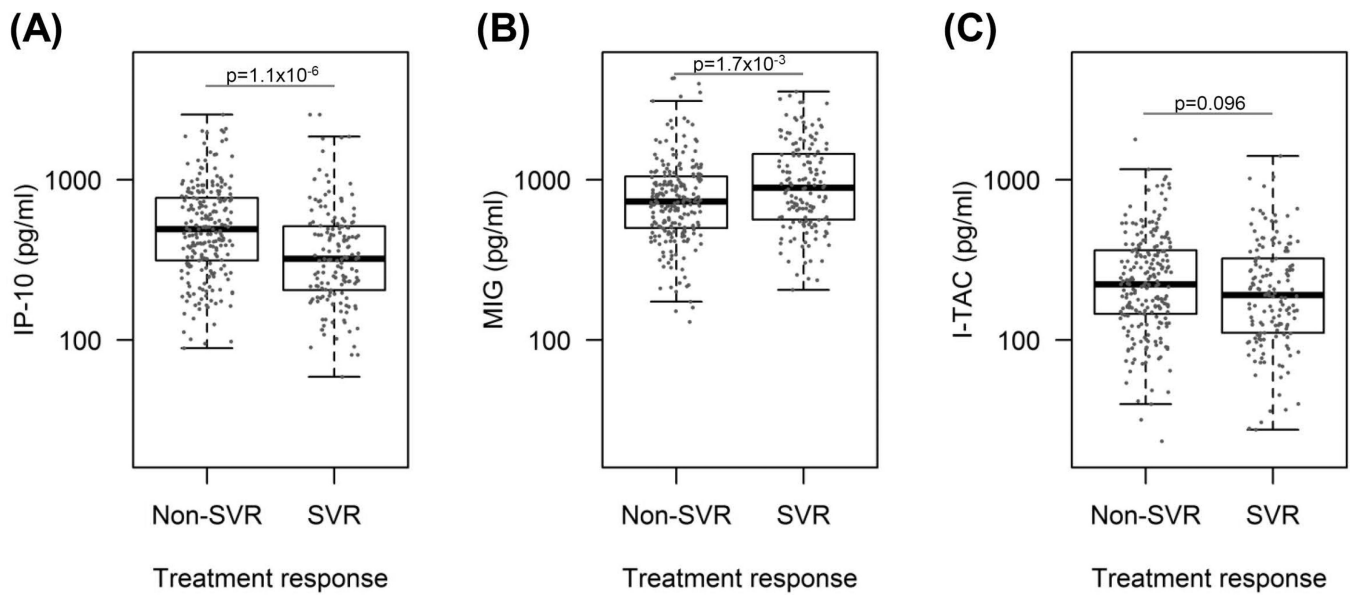 (A)
p=1.1x10⁻⁶
IP-10 (pg/ml)
1000
100
Non-SVR SVR
Treatment response
(B)
p=1.7x10⁻³
MIG (pg/ml)
1000
100
Non-SVR SVR
Treatment response
(C)
p=0.096
I-TAC (pg/ml)
1000
100
Non-SVR SVR
Treatment response